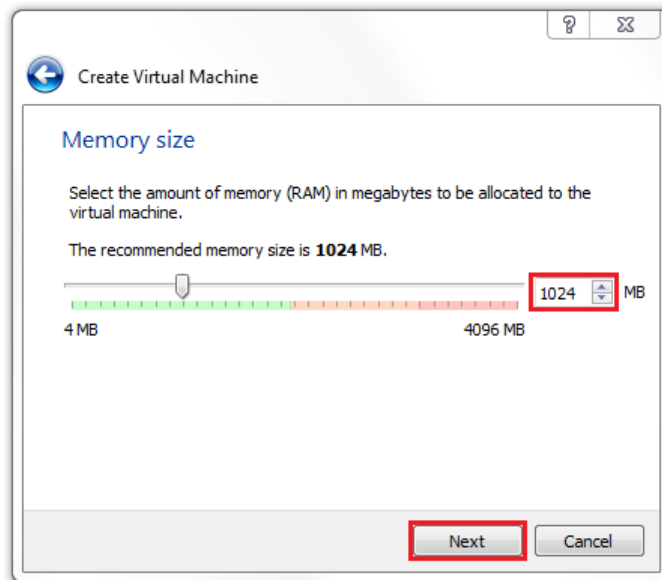 Create Virtual Machine
Memory size
Select the amount of memory (RAM) in megabytes to be allocated to the
virtual machine.
The recommended memory size is 1024 MB.
1024 MB
4 MB 4096 MB
Next Cancel